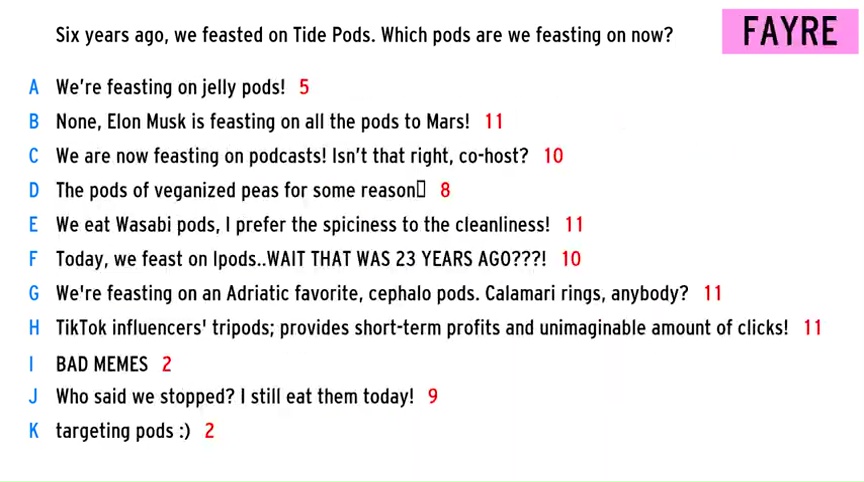 Six years ago, we feasted on Tide Pods. Which pods are we feasting on now?
FAYRE
A We're feasting on jelly pods! 5
B None, Elon Musk is feasting on all the pods to Mars! 11
C We are now feasting on podcasts! Isn't that right, co-host? 10
D The pods of veganized peas for some reason▯ 8
E We eat Wasabi pods, I prefer the spiciness to the cleanliness! 11
F Today, we feast on Ipods..WAIT THAT WAS 23 YEARS AGO???! 10
G We're feasting on an Adriatic favorite, cephalo pods. Calamari rings, anybody? 11
H TikTok influencers' tripods; provides short-term profits and unimaginable amount of clicks! 11
I BAD MEMES 2
J Who said we stopped? I still eat them today! 9
K targeting pods :) 2